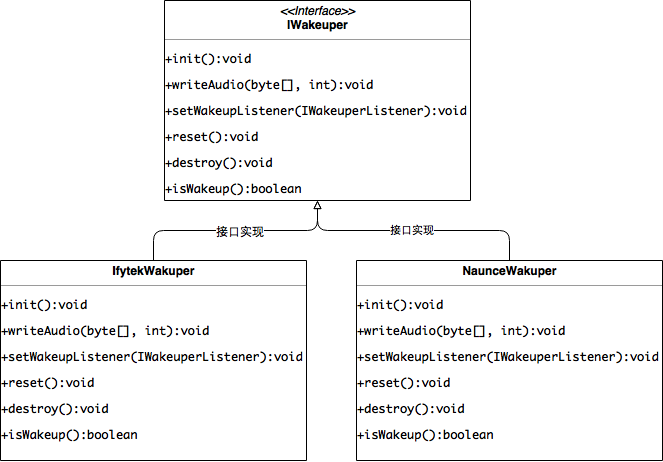 <<Interface>>
IWakeuper
+init():void
+writeAudio(byte[], int):void
+setWakeupListener(IWakeuperListener):void
+reset():void
+destroy():void
+isWakeup():boolean
接口实现
接口实现
IfytekWakuper
+init():void
+writeAudio(byte[], int):void
+setWakeupListener(IWakeuperListener):void
+reset():void
+destroy():void
+isWakeup():boolean
NaunceWakuper
+init():void
+writeAudio(byte[], int):void
+setWakeupListener(IWakeuperListener):void
+reset():void
+destroy():void
+isWakeup():boolean